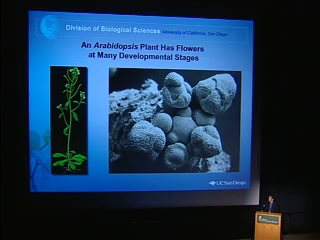 Division of Biological Sciences University of California, San Diego
An Arabidopsis Plant Has Flowers
at Many Developmental Stages
UCSanDiego